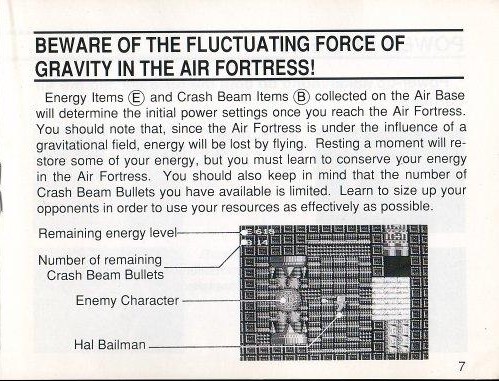 BEWARE OF THE FLUCTUATING FORCE OF
GRAVITY IN THE AIR FORTRESS!
Energy Items Ⓔ and Crash Beam Items Ⓑ collected on the Air Base
will determine the initial power settings once you reach the Air Fortress.
You should note that, since the Air Fortress is under the influence of a
gravitational field, energy will be lost by flying. Resting a moment will re-
store some of your energy, but you must learn to conserve your energy
in the Air Fortress. You should also keep in mind that the number of
Crash Beam Bullets you have available is limited. Learn to size up your
opponents in order to use your resources as effectively as possible.
Remaining energy level
Number of remaining
Crash Beam Bullets
Enemy Character
Hal Bailman
7